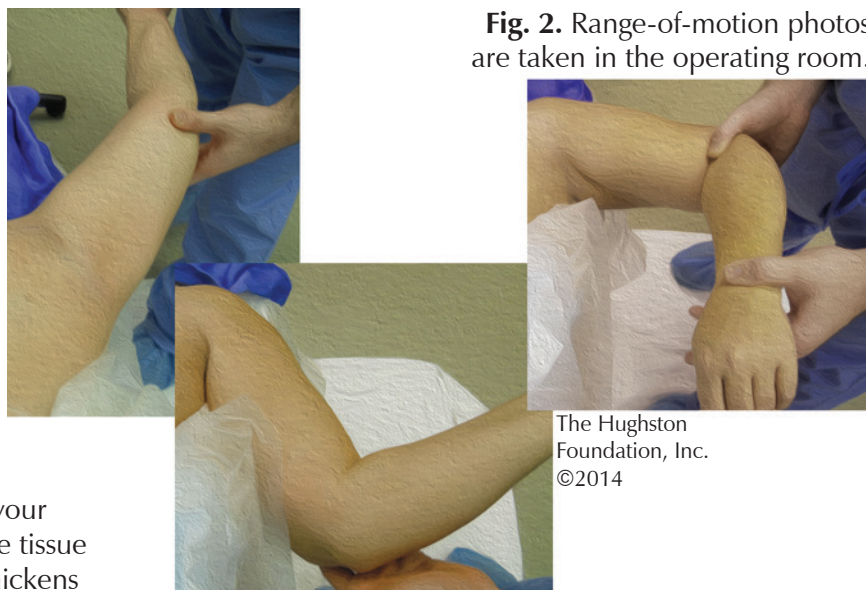 Fig. 2. Range-of-motion photos
are taken in the operating room.
The Hughston
Foundation, Inc.
©2014
your
tissue